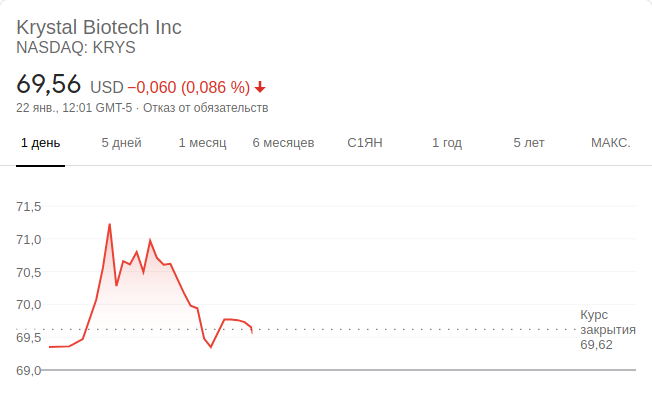 Krystal Biotech Inc
NASDAQ: KRYS
69,56 USD −0,060 (0,086 %)
22 янв., 12:01 GMT-5 · Отказ от обязательств
1 день 5 дней 1 месяц 6 месяцев С1ЯН 1 год 5 лет МАКС.
71,5
71,0
70,5
70,0
69,5
69,0
Курс
закрытия
69,62